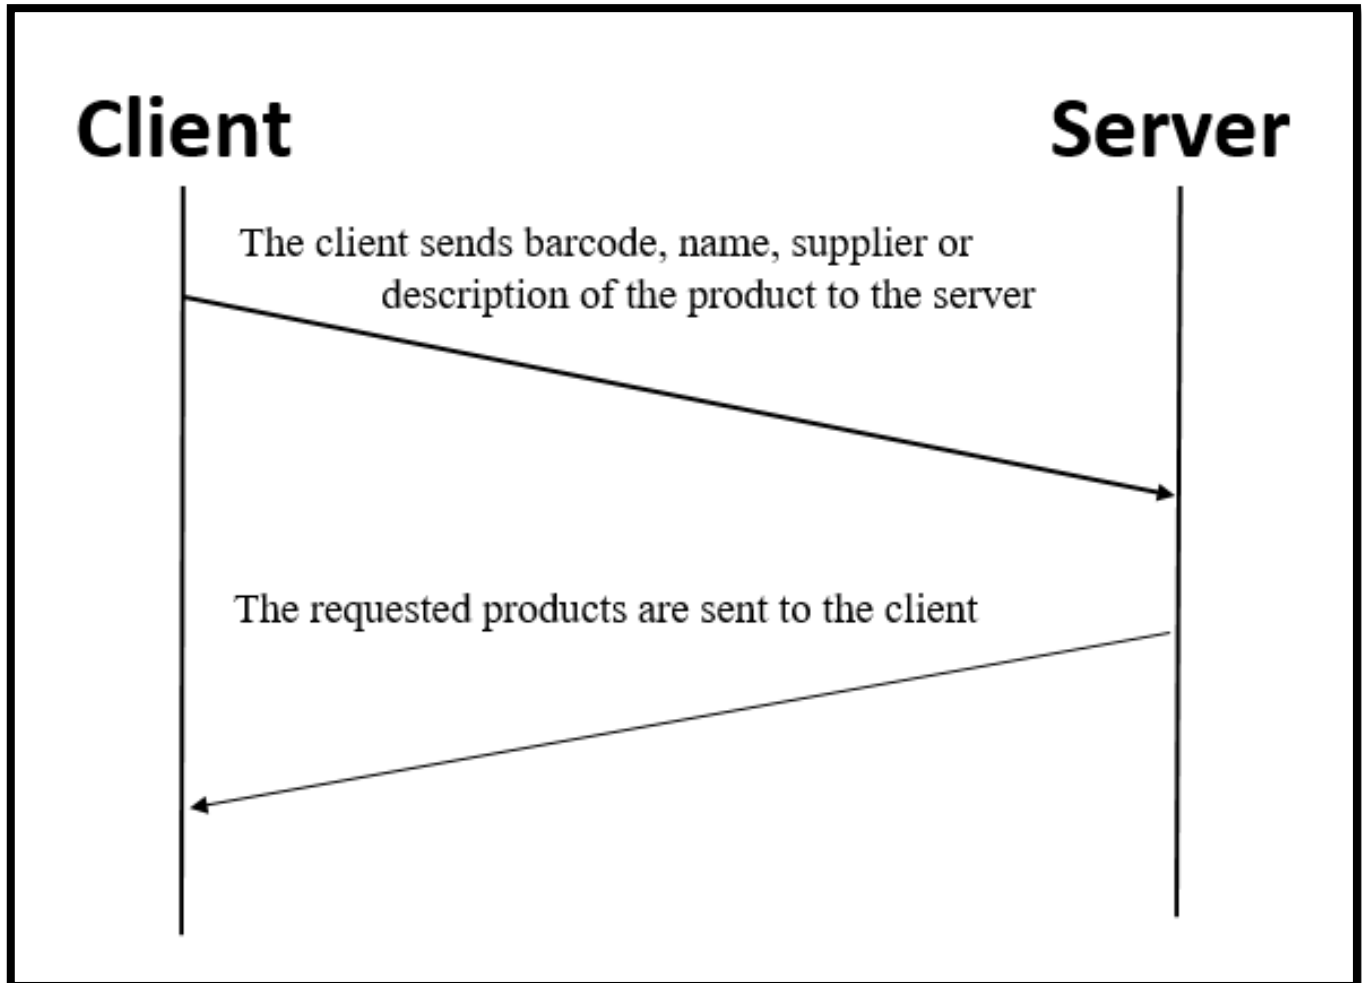 Client
Server
The client sends barcode, name, supplier or
description of the product to the server
The requested products are sent to the client